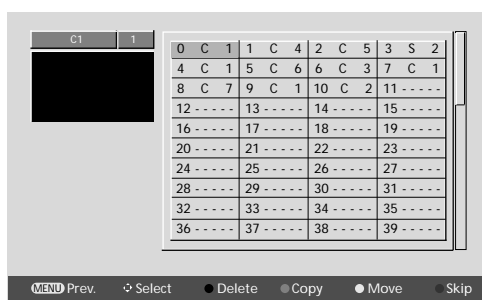 C1 1
0 C 1 1 C 4 2 C 5 3 S 2
4 C 1 5 C 6 6 C 3 7 C 1
8 C 7 9 C 1 10 C 2 11 - - - - -
12 - - - - - 13 - - - - - 14 - - - - - 15 - - - - -
16 - - - - - 17 - - - - - 18 - - - - - 19 - - - - -
20 - - - - - 21 - - - - - 22 - - - - - 23 - - - - -
24 - - - - - 25 - - - - - 26 - - - - - 27 - - - - -
28 - - - - - 29 - - - - - 30 - - - - - 31 - - - - -
32 - - - - - 33 - - - - - 34 - - - - - 35 - - - - -
36 - - - - - 37 - - - - - 38 - - - - - 39 - - - - -
MENU Prev. Select Delete Copy Move Skip